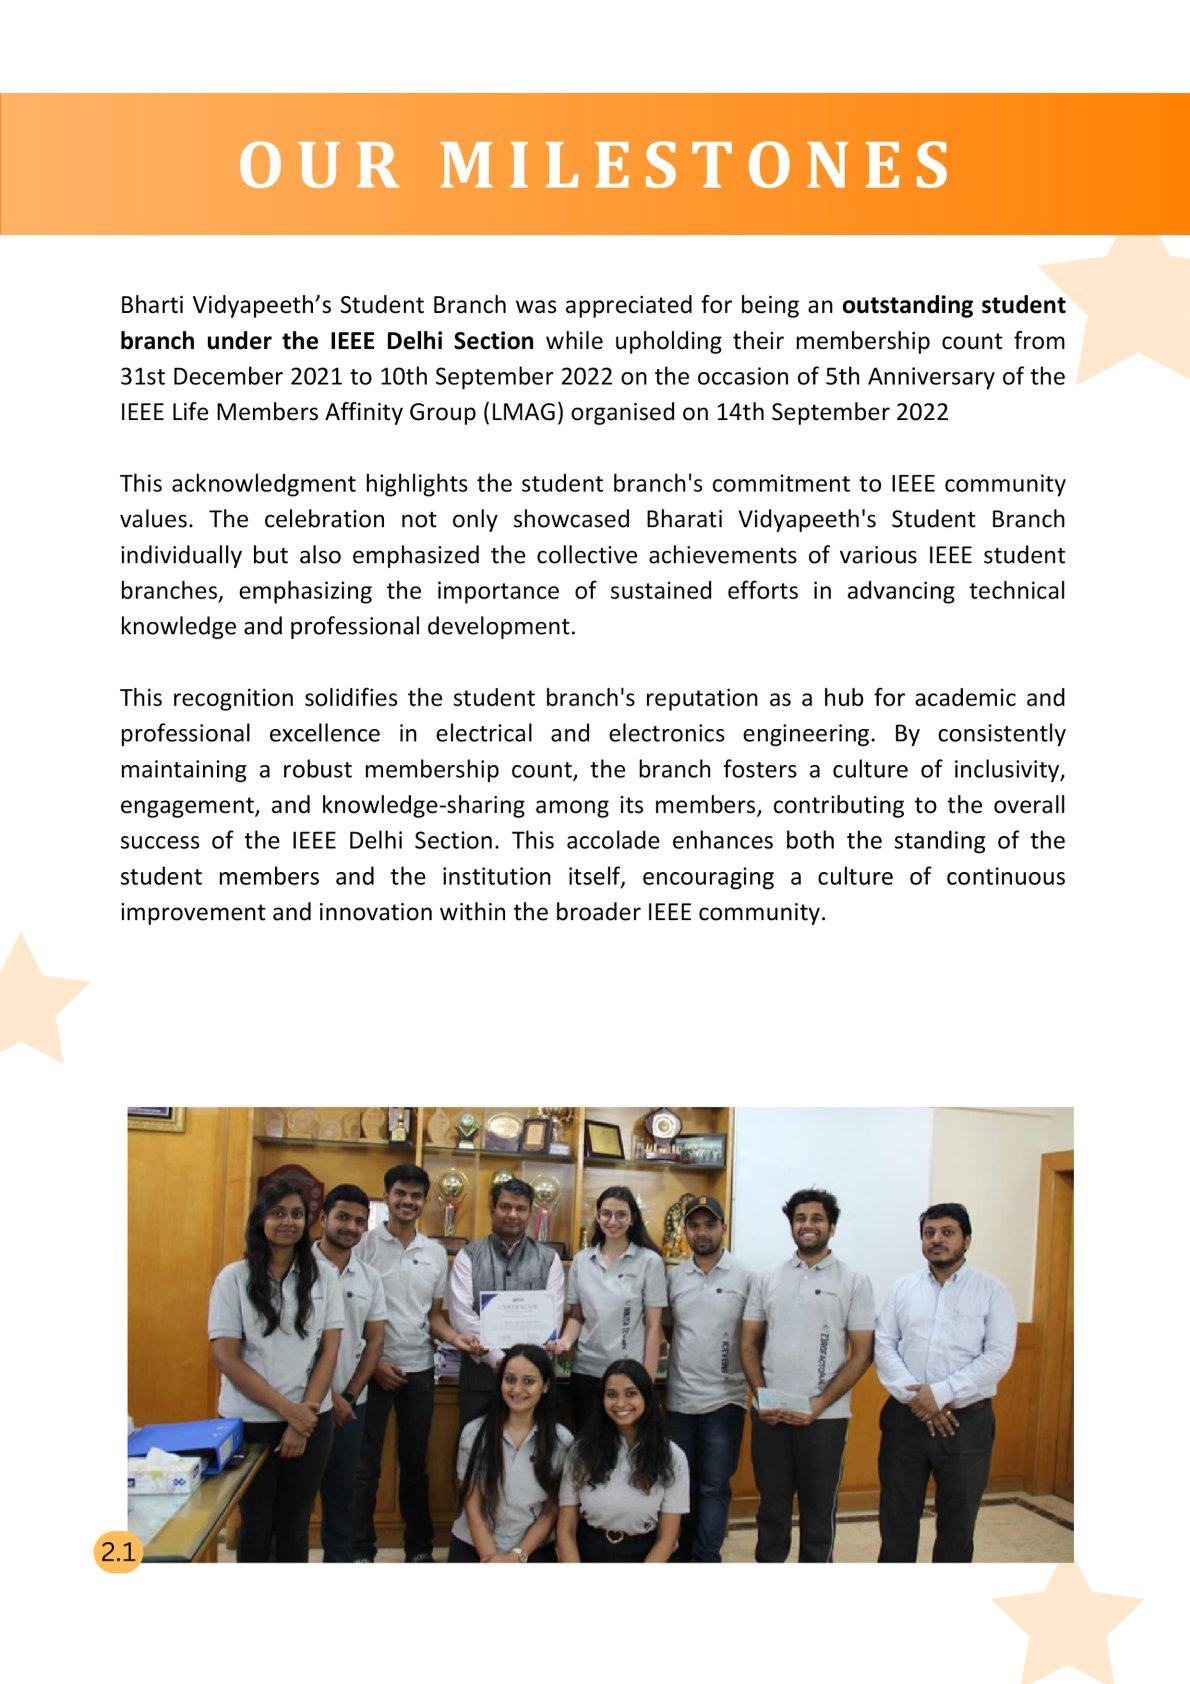 OUR MILESTONES
Bharti Vidyapeeth’s Student Branch was appreciated for being an outstanding student
branch under the IEEE Delhi Section while upholding their membership count from
31st December 2021 to 10th September 2022 on the occasion of 5th Anniversary of the
IEEE Life Members Affinity Group (LMAG) organised on 14th September 2022
This acknowledgment highlights the student branch's commitment to IEEE community
values. The celebration not only showcased Bharati Vidyapeeth's Student Branch
individually but also emphasized the collective achievements of various IEEE student
branches, emphasizing the importance of sustained efforts in advancing technical
knowledge and professional development.
This recognition solidifies the student branch's reputation as a hub for academic and
professional excellence in electrical and electronics engineering. By consistently
maintaining a robust membership count, the branch fosters a culture of inclusivity,
engagement, and knowledge-sharing among its members, contributing to the overall
success of the IEEE Delhi Section. This accolade enhances both the standing of the
student members and the institution itself, encouraging a culture of continuous
improvement and innovation within the broader IEEE community.
CERTIFICATE
2.1